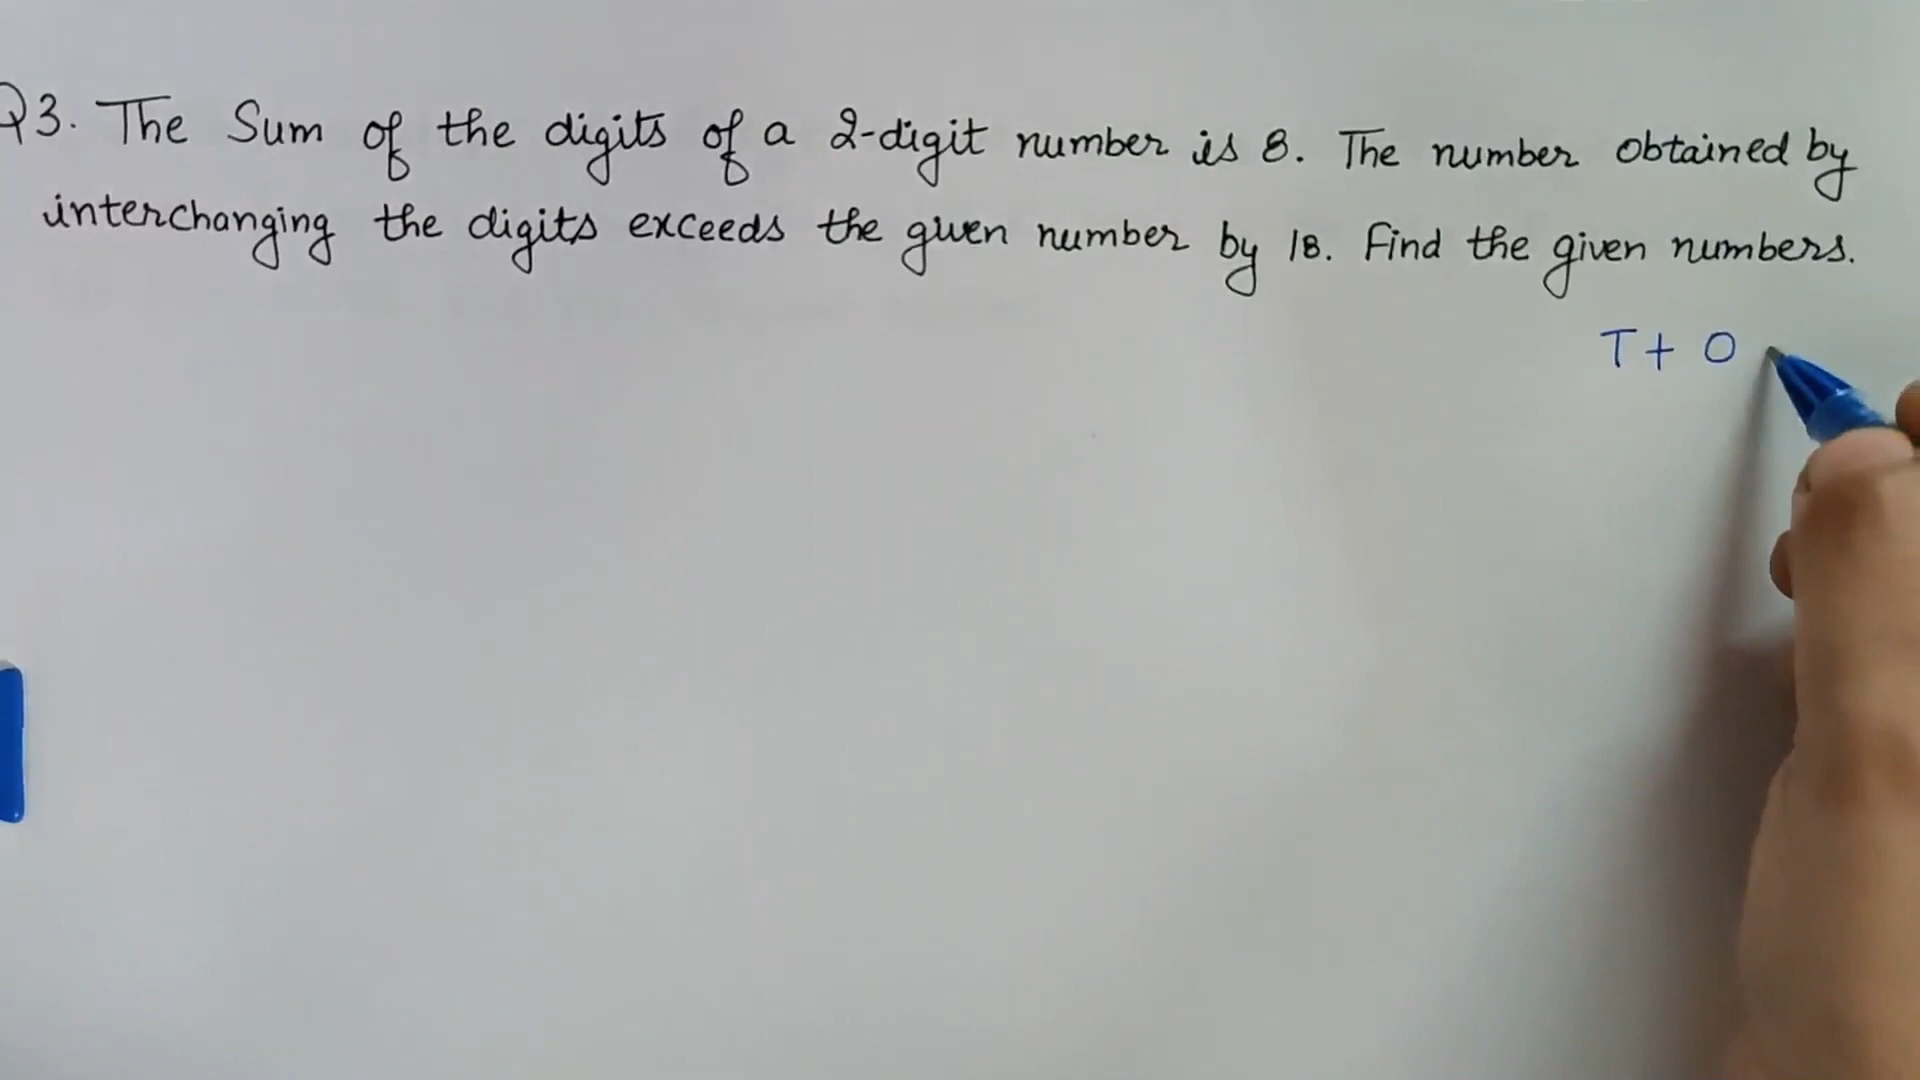 Q3. The Sum of the digits of a 2-digit number is 8. The number obtained by
interchanging the digits exceeds the given number by 18. Find the given numbers.
T + O